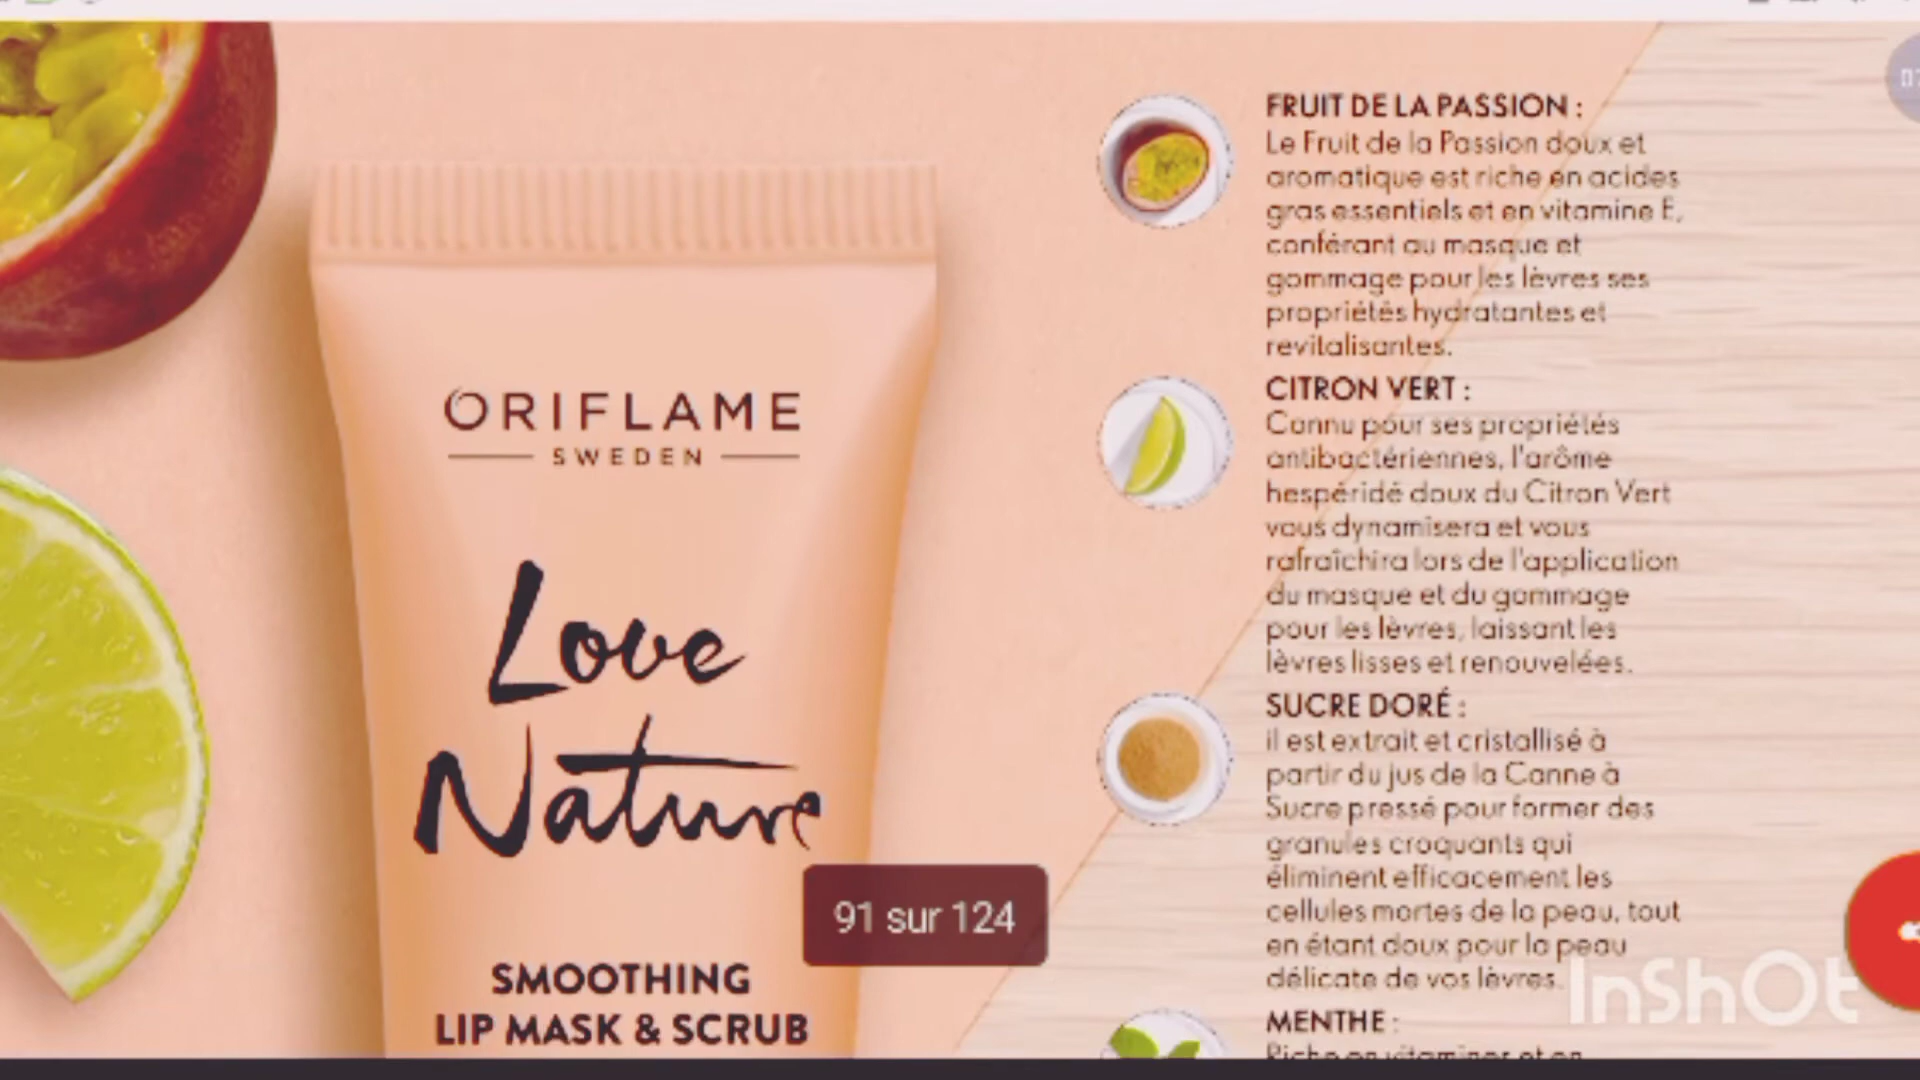 ORIFLAME
SWEDEN
Love
Nature
SMOOTHING
LIP MASK & SCRUB
91 sur 124
FRUIT DE LA PASSION :
Le Fruit de la Passion doux et
aromatique est riche en acides
gras essentiels et en vitamine E,
conférant au masque et
gommage pour les lèvres ses
propriétés hydratantes et
revitalisantes.
CITRON VERT :
Connu pour ses propriétés
antibactériennes, l'arôme
hespéridé doux du Citron Vert
vous dynamisera et vous
rafraîchira lors de l'application
du masque et du gommage
pour les lèvres, laissant les
lèvres lisses et renouvelées.
SUCRE DORÉ :
il est extrait et cristallisé à
partir du jus de la Canne à
Sucre pressé pour former des
granules croquants qui
éliminent efficacement les
cellules mortes de la peau, tout
en étant doux pour la peau
délicate de vos lèvres.
MENTHE :
Riche en vitamines et en
InShOt